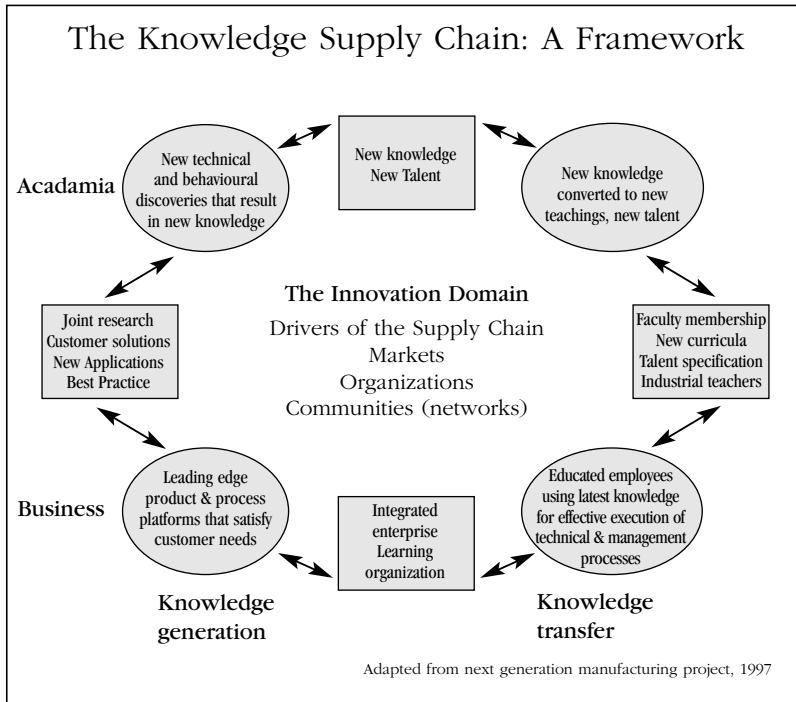 The Knowledge Supply Chain: A Framework
Acadamia
New technical
and behavioural
discoveries that result
in new knowledge
New knowledge
New Talent
New knowledge
converted to new
teachings, new talent
Joint research
Customer solutions
New Applications
Best Practice
The Innovation Domain
Drivers of the Supply Chain
Markets
Organizations
Communities (networks)
Faculty membership
New curricula
Talent specification
Industrial teachers
Business
Leading edge
product & process
platforms that satisfy
customer needs
Integrated
enterprise
Learning
organization
Educated employees
using latest knowledge
for effective execution of
technical & management
processes
Knowledge
generation
Knowledge
transfer
Adapted from next generation manufacturing project, 1997